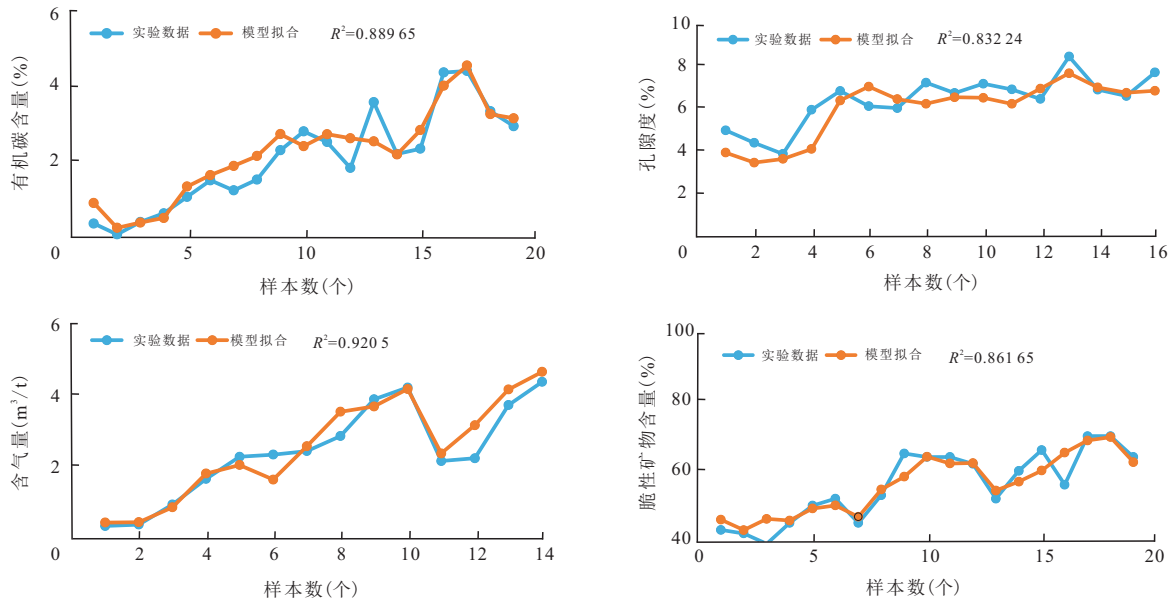 6
实验数据 模型拟合 R²=0.889 65
4
2
0
5 10 15 20
有机碳含量(%)
样本数(个)
10
实验数据 模型拟合 R²=0.832 24
8
6
4
2
0
2 4 6 8 10 12 14 16
孔隙度(%)
样本数(个)
6
实验数据 模型拟合 R²=0.920 5
4
2
0
2 4 6 8 10 12 14
含气量(m³/t)
样本数(个)
100
实验数据 模型拟合 R²=0.861 65
80
60
40
0 5 10 15 20
脆性矿物含量(%)
样本数(个)